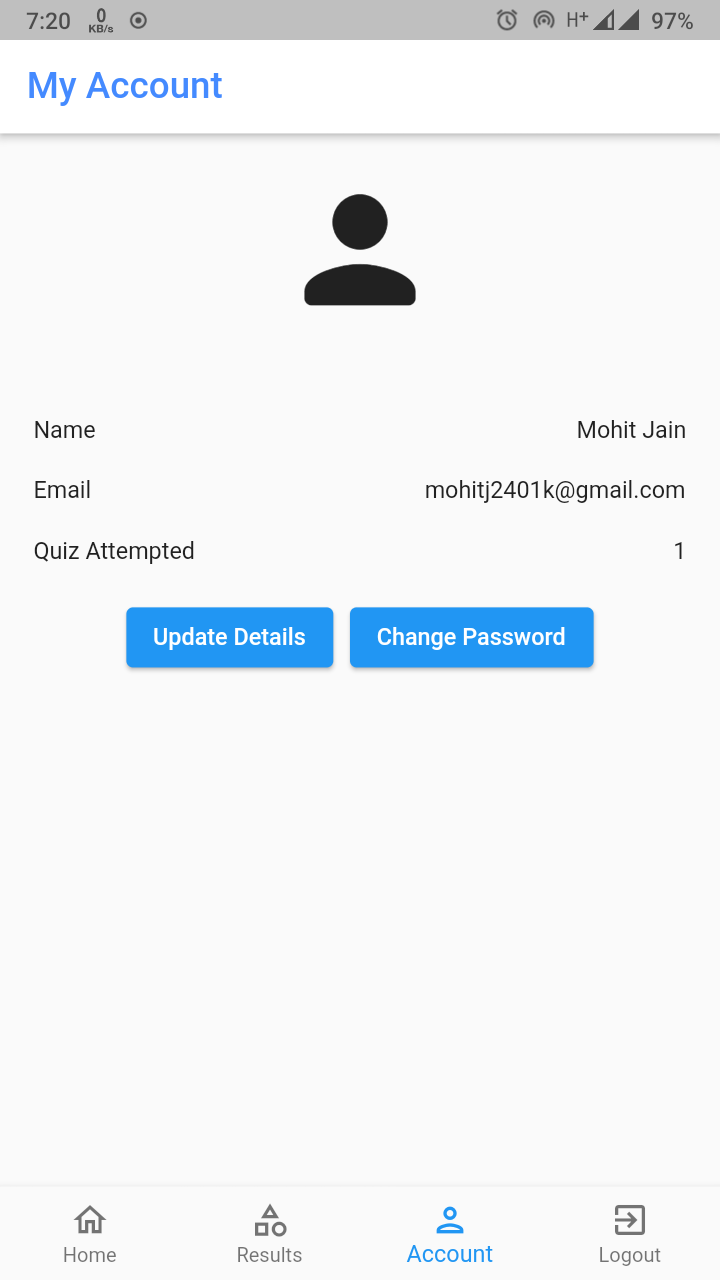 7:20 0 KB/s H+ 97%
My Account
Name Mohit Jain
Email mohitj2401k@gmail.com
Quiz Attempted 1
Update Details Change Password
Home Results Account Logout